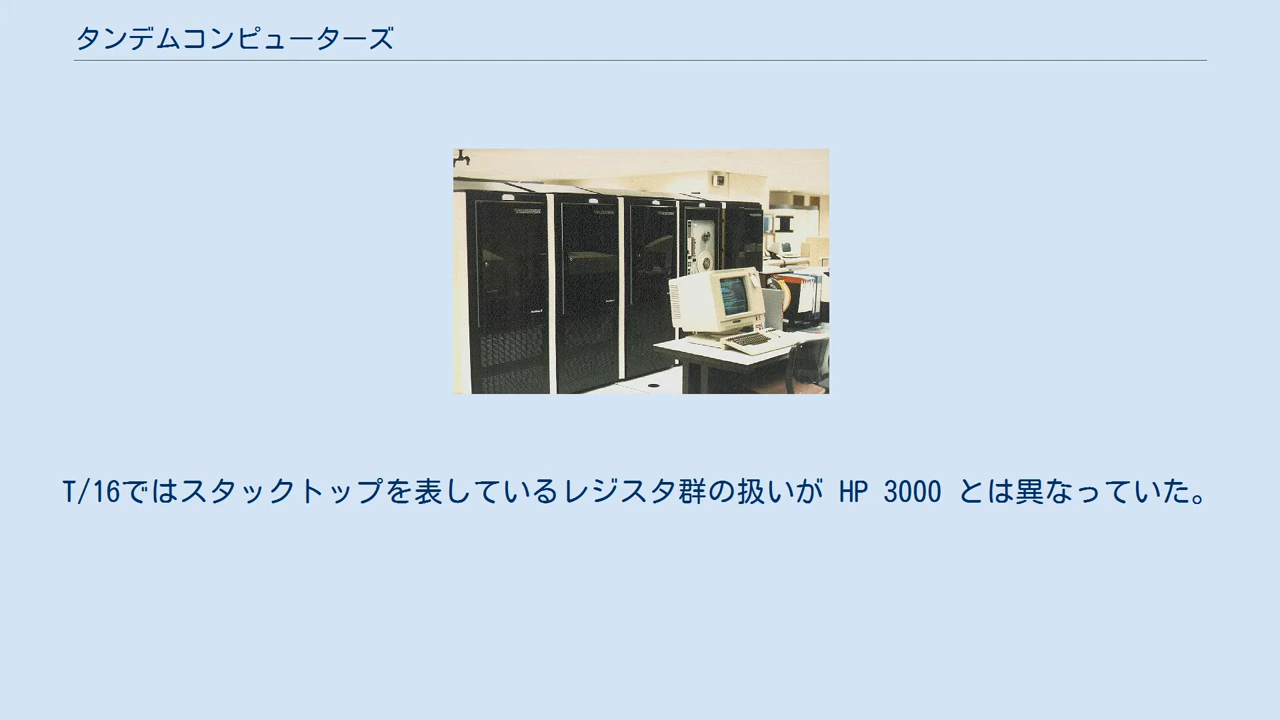 タンデムコンピューターズ
TANDEM
T/16ではスタックトップを表しているレジスタ群の扱いが HP 3000 とは異なっていた。